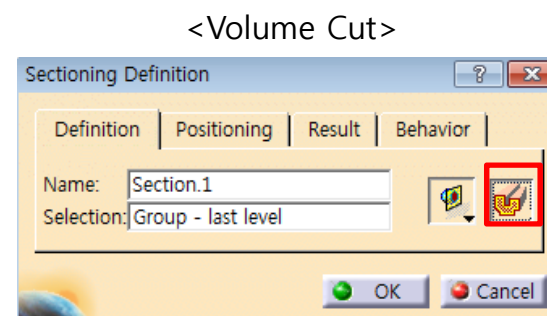 <Volume Cut>
Sectioning Definition
Definition Positioning Result Behavior
Name: Section.1
Selection: Group - last level
OK Cancel